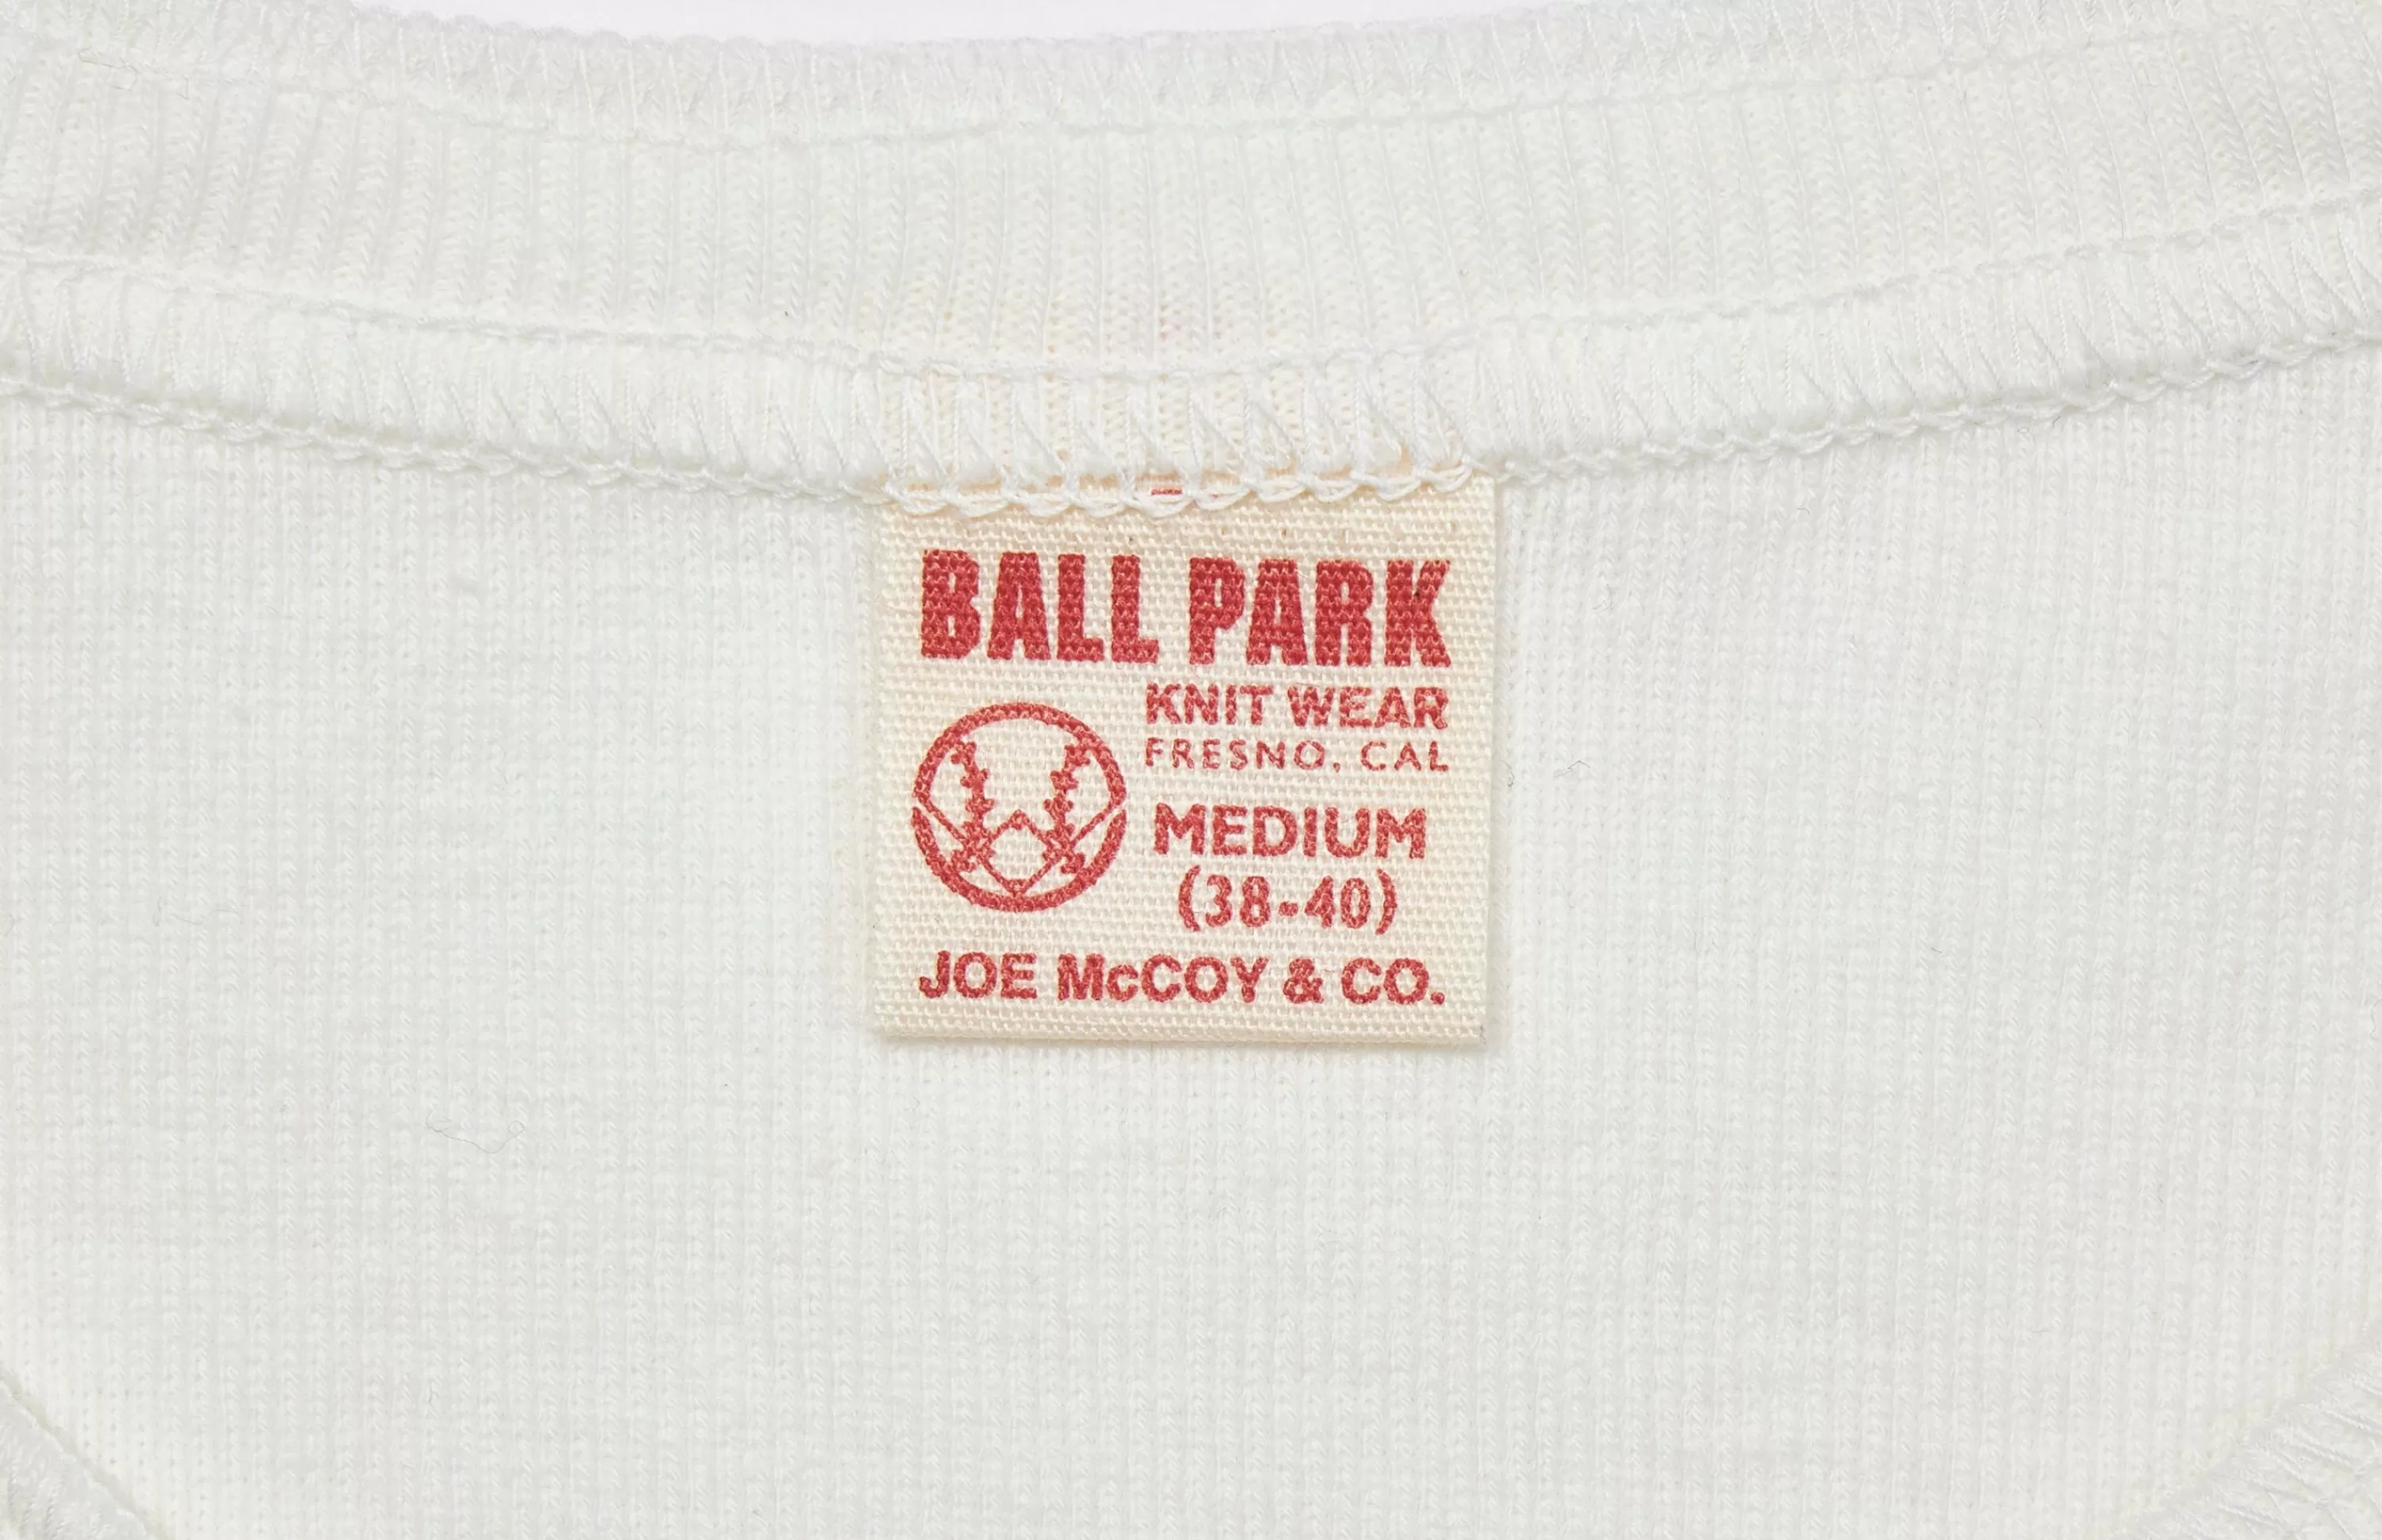 BALL PARK
KNIT WEAR
FRESNO, CAL
MEDIUM
(38-40)
JOE McCOY & CO.